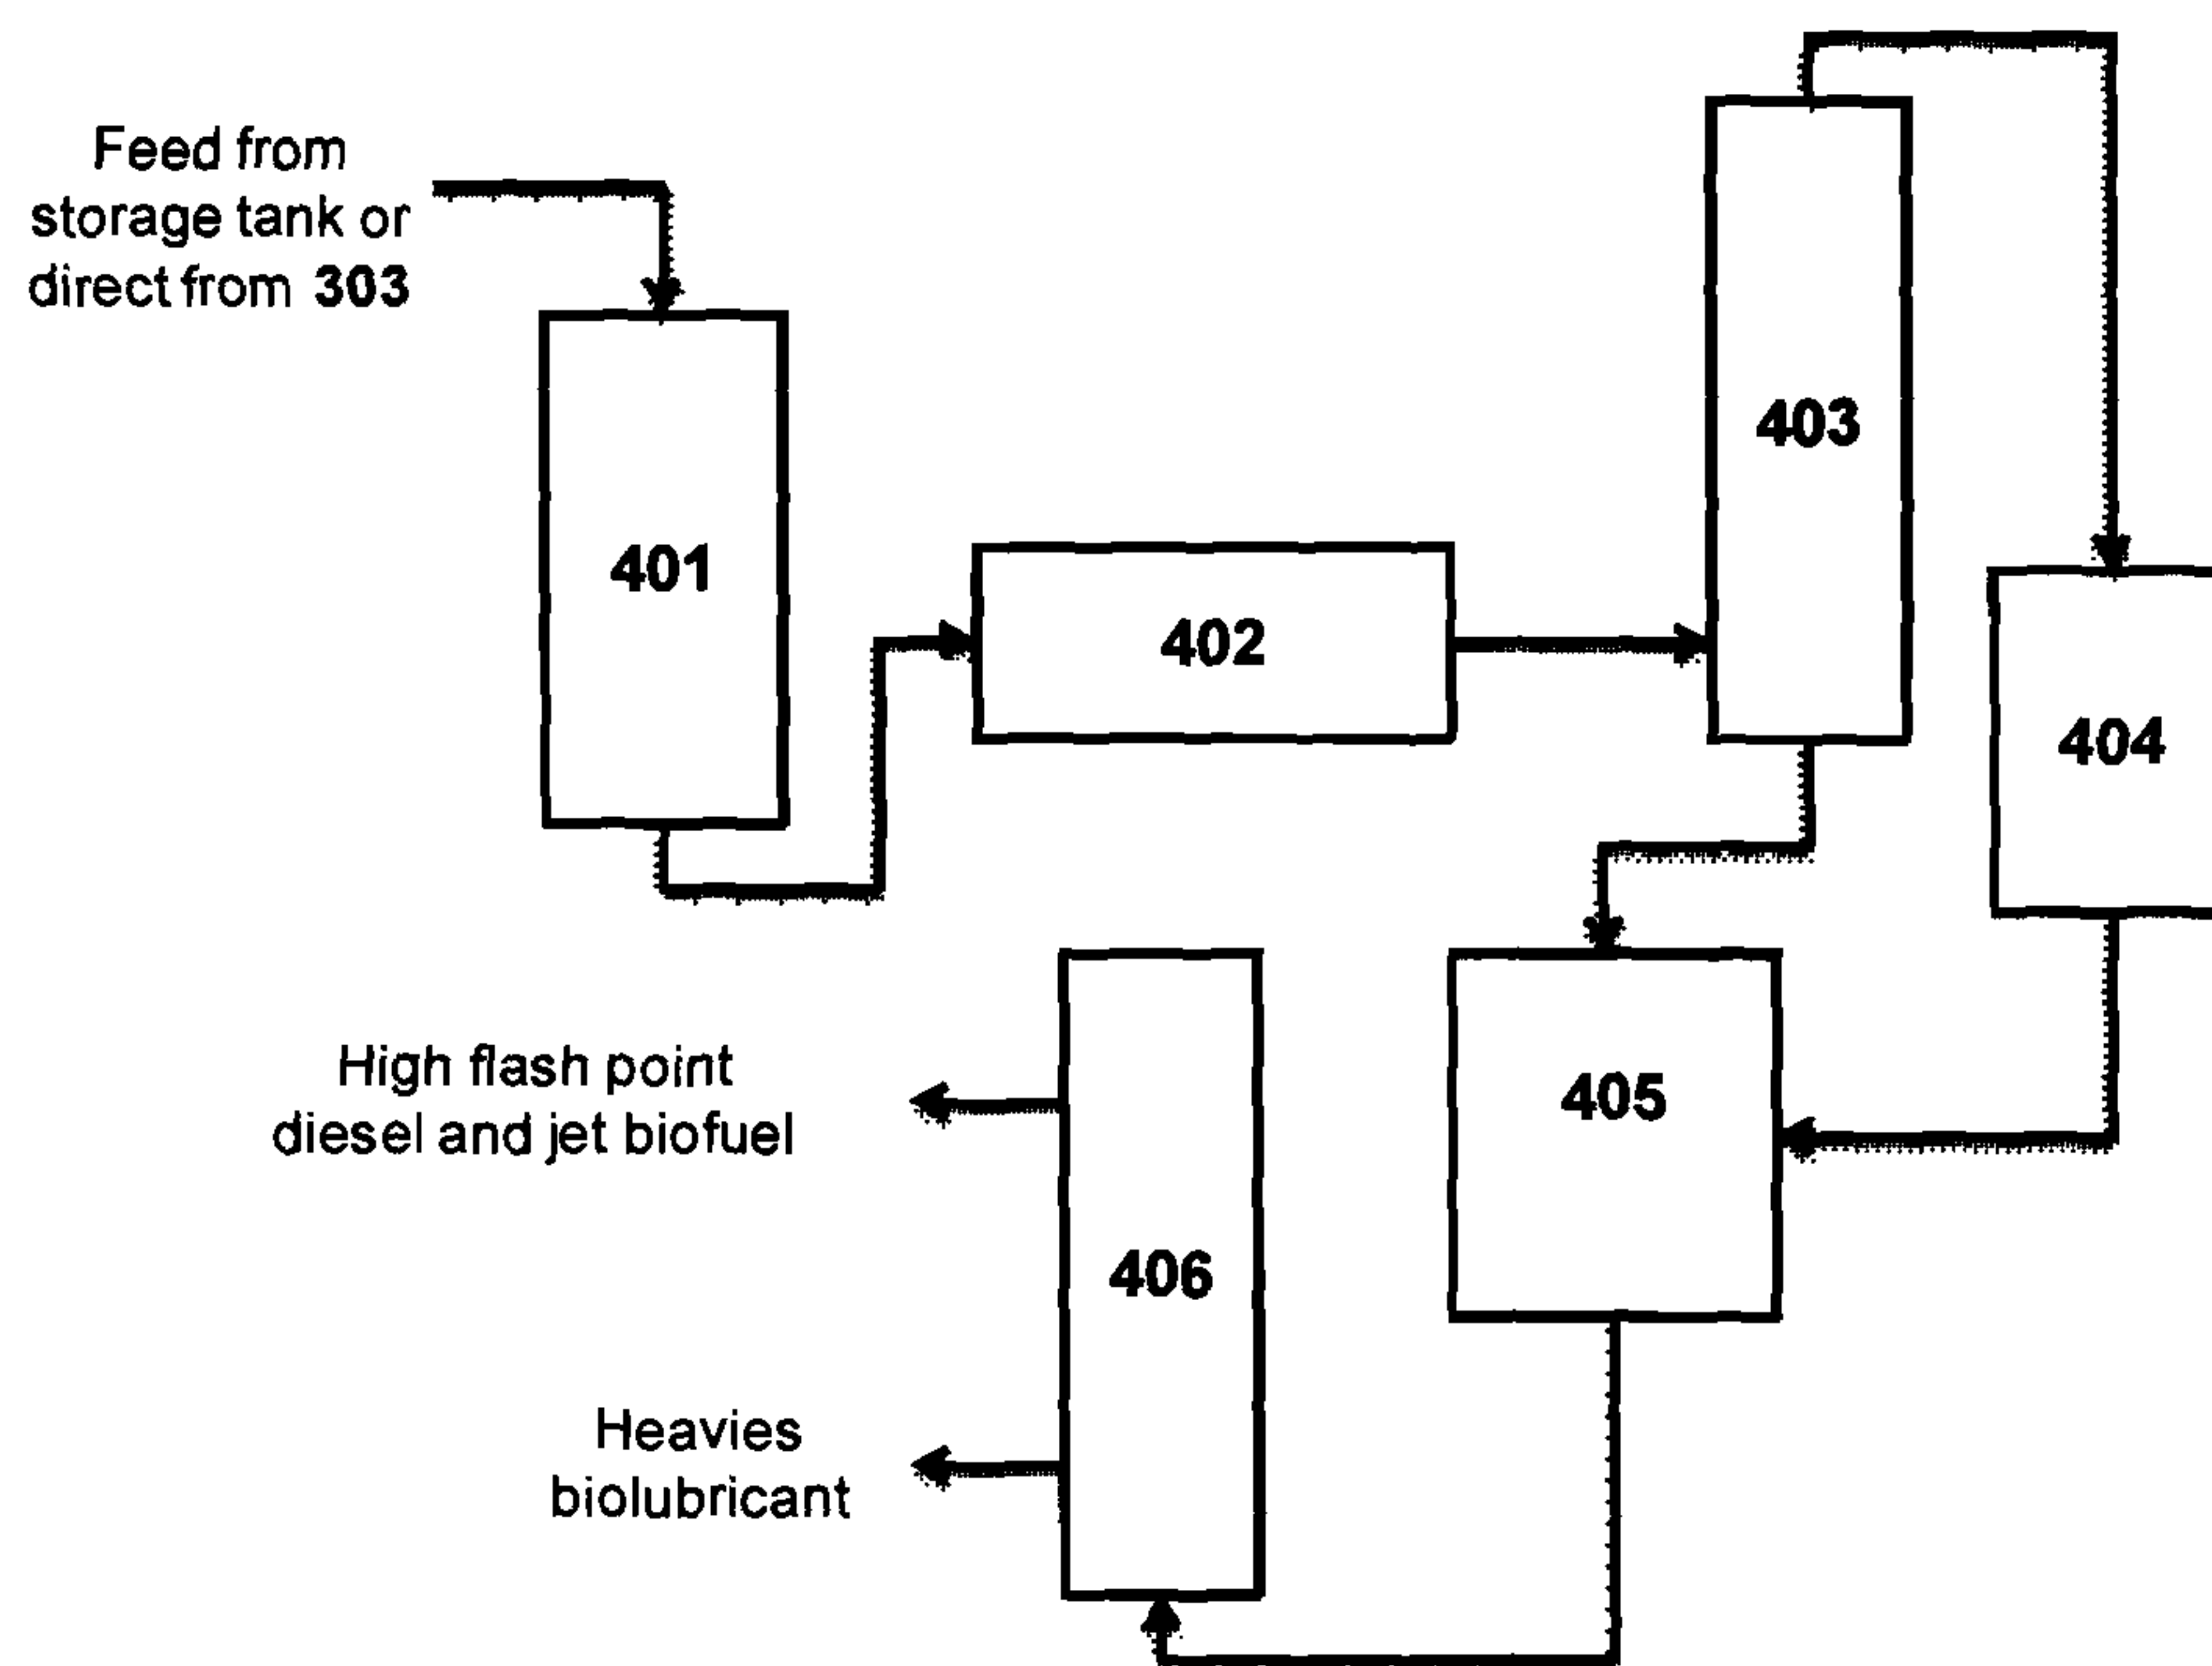 Feed from
storage tank or
direct from 303
401
402
403
404
High flash point
diesel and jet biofuel
405
406
Heavies
biolubricant